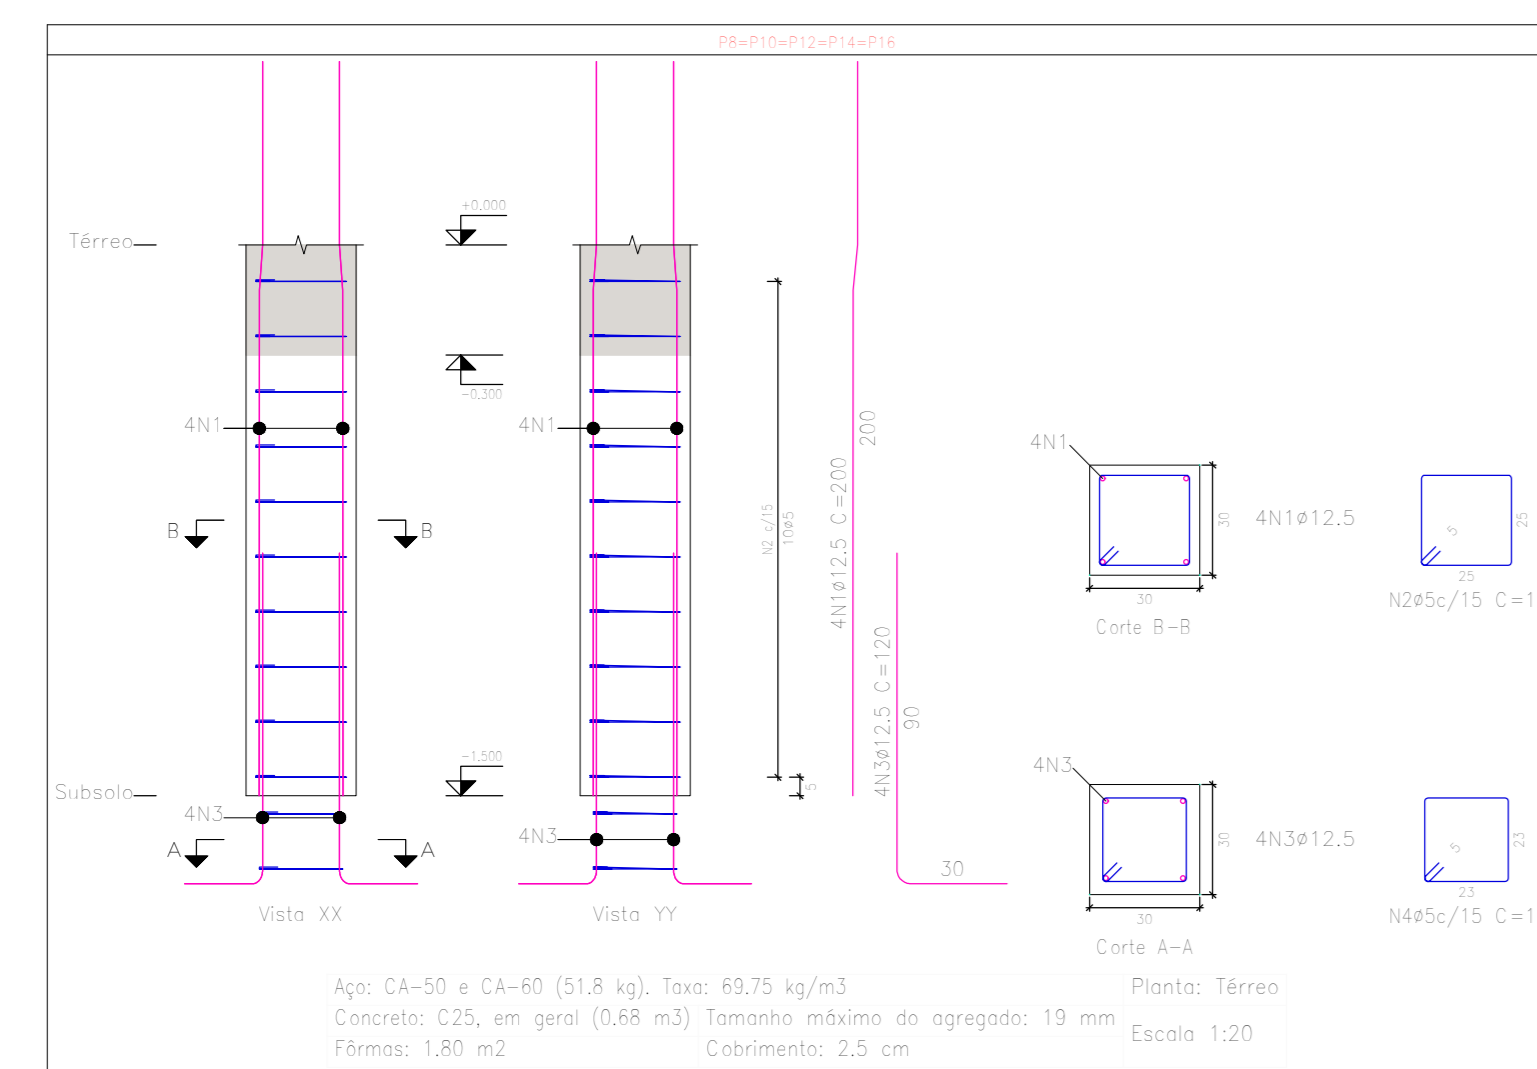 P8=P10=P12=P14=P16
Térreo
+0.000
-0.300
4N1
4N1
B
B
N2 c/15
10ø5
4N1ø12.5 C=200
200
4N3ø12.5 C=120
90
30
-1.500
5
Subsolo
4N3
4N3
A
A
Vista XX
Vista YY
4N1
30
30
4N1ø12.5
Corte B-B
5
25
25
N2ø5c/15 C=1
4N3
30
30
4N3ø12.5
Corte A-A
5
23
23
N4ø5c/15 C=1
Aço: CA-50 e CA-60 (51.8 kg). Taxa: 69.75 kg/m3
Planta: Térreo
Concreto: C25, em geral (0.68 m3)
Tamanho máximo do agregado: 19 mm
Escala 1:20
Fôrmas: 1.80 m2
Cobrimento: 2.5 cm